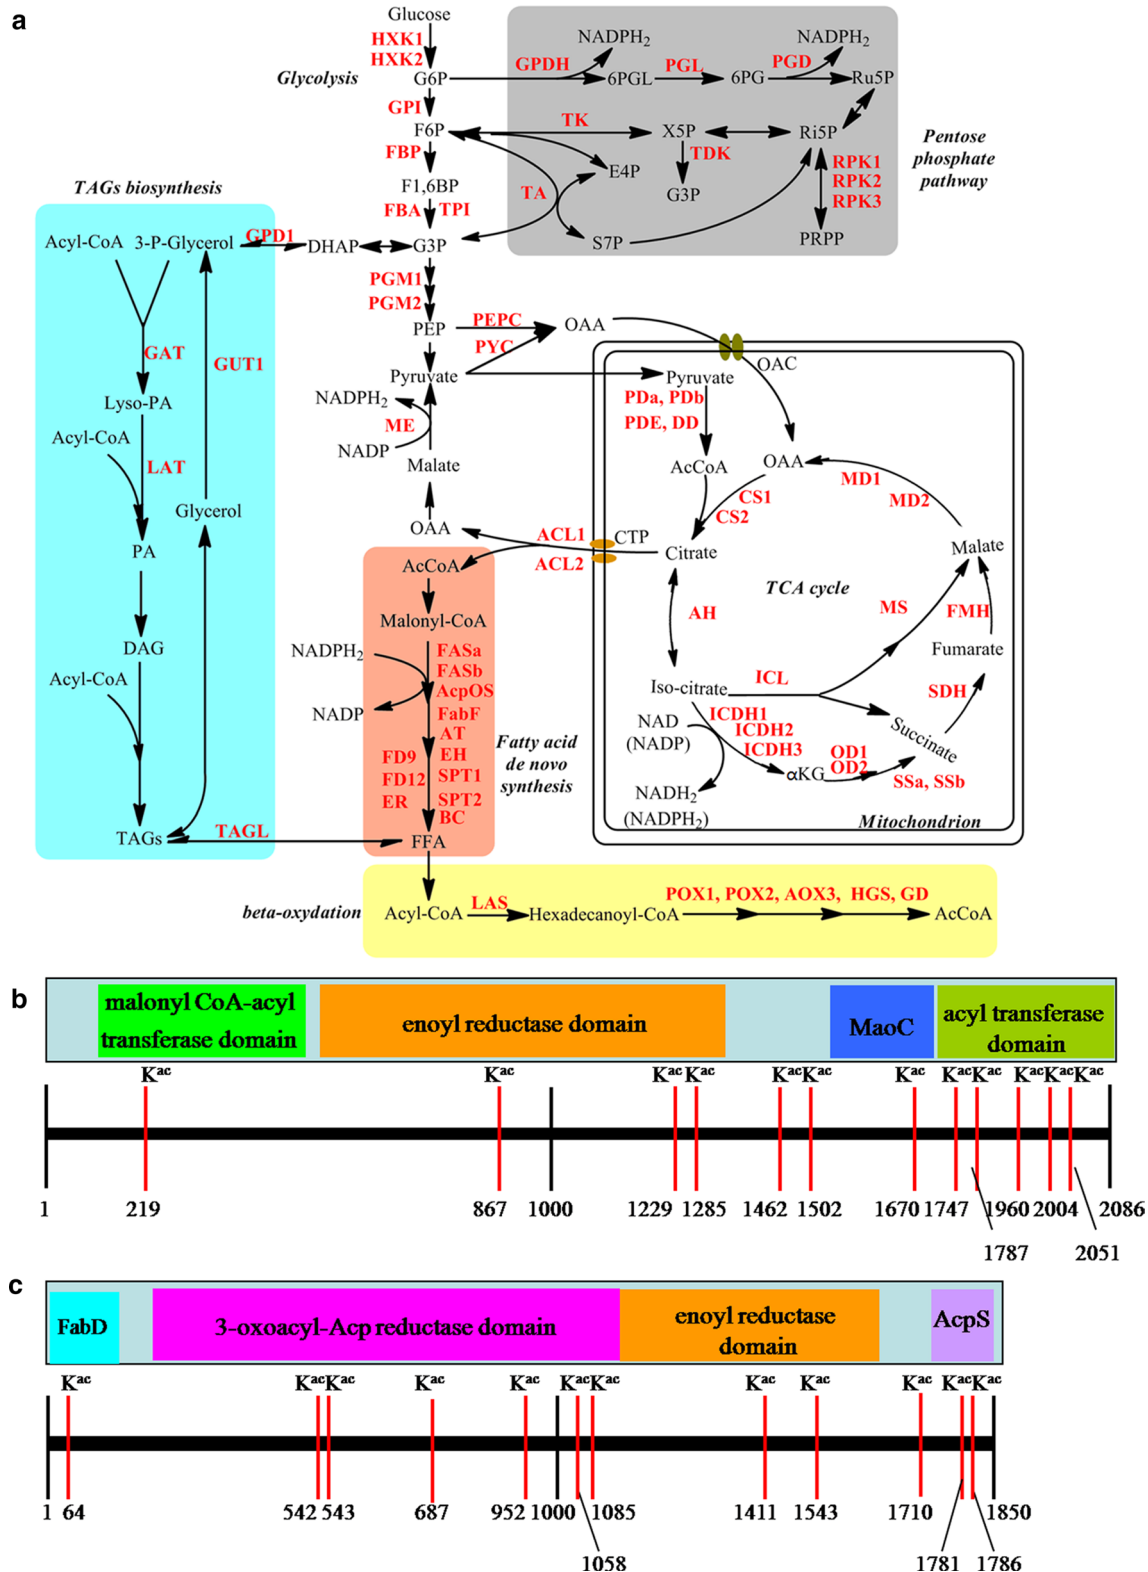 a
Glucose
HXK1
HXK2
Glycolysis
G6P
GPDH
NADPH2
6PGL
PGL
6PG
PGD
NADPH2
Ru5P
GPI
F6P
TK
X5P
Ri5P
Pentose
phosphate
pathway
FBP
TDK
E4P
RPK1
RPK2
RPK3
F1,6BP
TA
G3P
FBA
TPI
S7P
PRPP
TAGs biosynthesis
Acyl-CoA
3-P-Glycerol
GPD1
DHAP
G3P
PGM1
PGM2
PEP
PEPC
PYC
OAA
OAC
GAT
GUT1
Lyso-PA
Acyl-CoA
LAT
Glycerol
PA
DAG
Acyl-CoA
TAGs
TAGL
Pyruvate
NADPH2
ME
NADP
Malate
OAA
Pyruvate
PDa, PDb
PDE, DD
AcCoA
OAA
MD1
MD2
CS1
CS2
ACL1
ACL2
CTP
Citrate
Malate
TCA cycle
AH
MS
FMH
Fumarate
ICL
SDH
Iso-citrate
Succinate
NAD
(NADP)
ICDH1
ICDH2
ICDH3
αKG
OD1
OD2
SSa, SSb
NADH2
(NADPH2)
Mitochondrion
AcCoA
Malonyl-CoA
NADPH2
NADP
FASa
FASb
AcpOS
FabF
AT
EH
SPT1
SPT2
BC
FD9
FD12
ER
FFA
Fatty acid
de novo
synthesis
beta-oxydation
Acyl-CoA
LAS
Hexadecanoyl-CoA
POX1, POX2, AOX3, HGS, GD
AcCoA
b
malonyl CoA-acyl
transferase domain
enoyl reductase domain
MaoC
acyl transferase
domain
Kac Kac Kac Kac Kac Kac Kac Kac Kac Kac Kac Kac
1 219 867 1000 1229 1285 1462 1502 1670 1747 1960 2004 2086
1787 2051
c
FabD
3-oxoacyl-Acp reductase domain
enoyl reductase
domain
AcpS
Kac Kac Kac Kac Kac Kac Kac Kac Kac Kac Kac Kac
1 64 542 543 687 952 1000 1085 1411 1543 1710 1850
1058 1781 1786